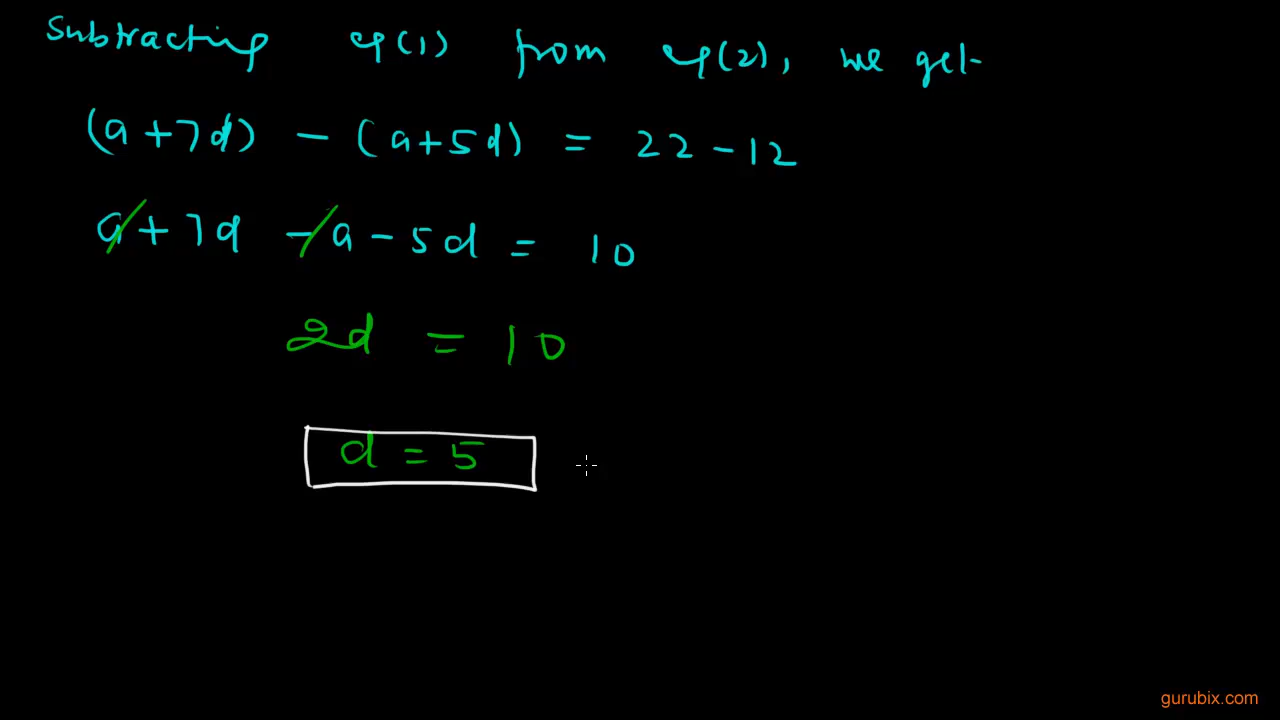 Subtracting eq(1) from eq(2), we get
(a+7d) - (a+5d) = 22-12
a + 7d - a - 5d = 10
2d = 10
d = 5
gurubix.com